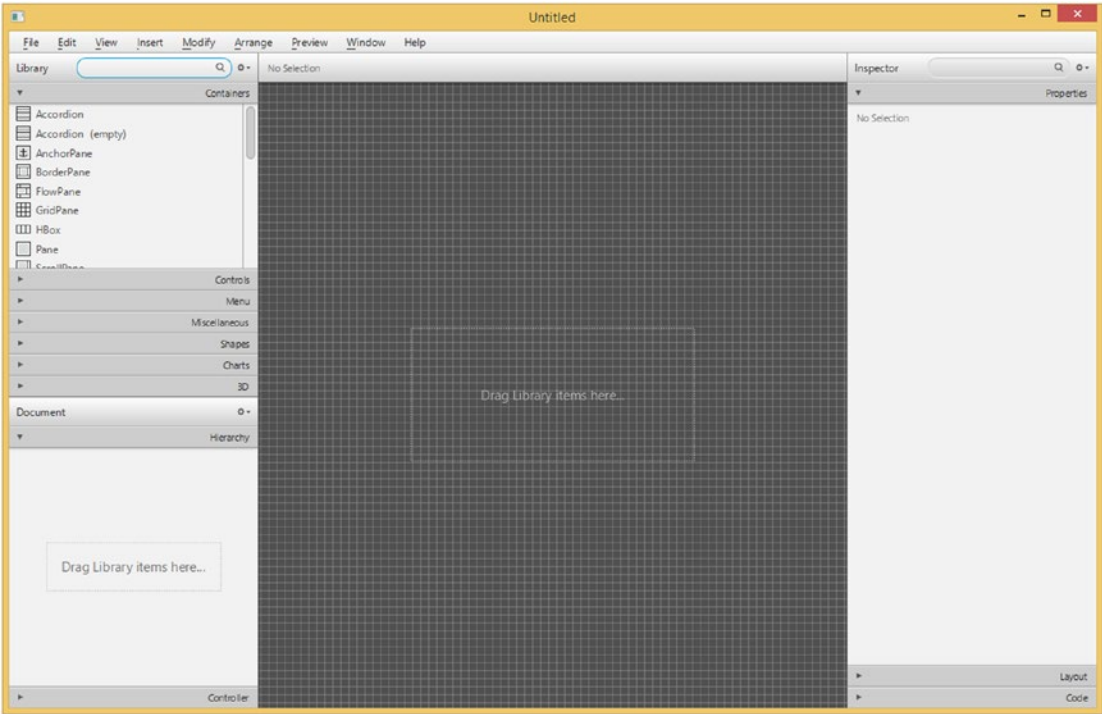 Untitled
File Edit View Insert Modify Arrange Preview Window Help
Library
No Selection
Inspector
Containers
Properties
Accordion
No Selection
Accordion (empty)
AnchorPane
BorderPane
FlowPane
GridPane
HBox
Pane
ScrollPane
Controls
Menu
Miscellaneous
Shapes
Charts
3D
Drag Library items here...
Document
Hierarchy
Drag Library items here...
Controller
Layout
Code